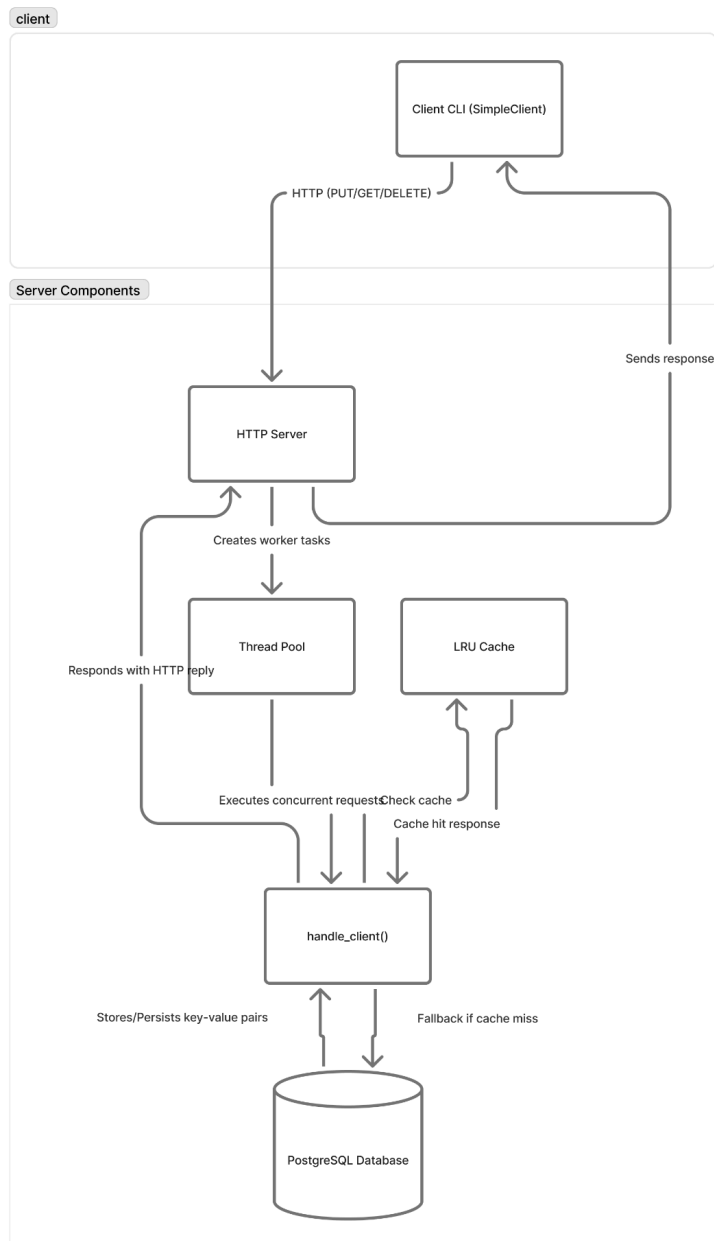 client
Client CLI (SimpleClient)
HTTP (PUT/GET/DELETE)
Server Components
Sends response
HTTP Server
Creates worker tasks
Thread Pool
LRU Cache
Responds with HTTP reply
Executes concurrent requests
Check cache
Cache hit response
handle_client()
Stores/Persists key-value pairs
Fallback if cache miss
PostgreSQL Database